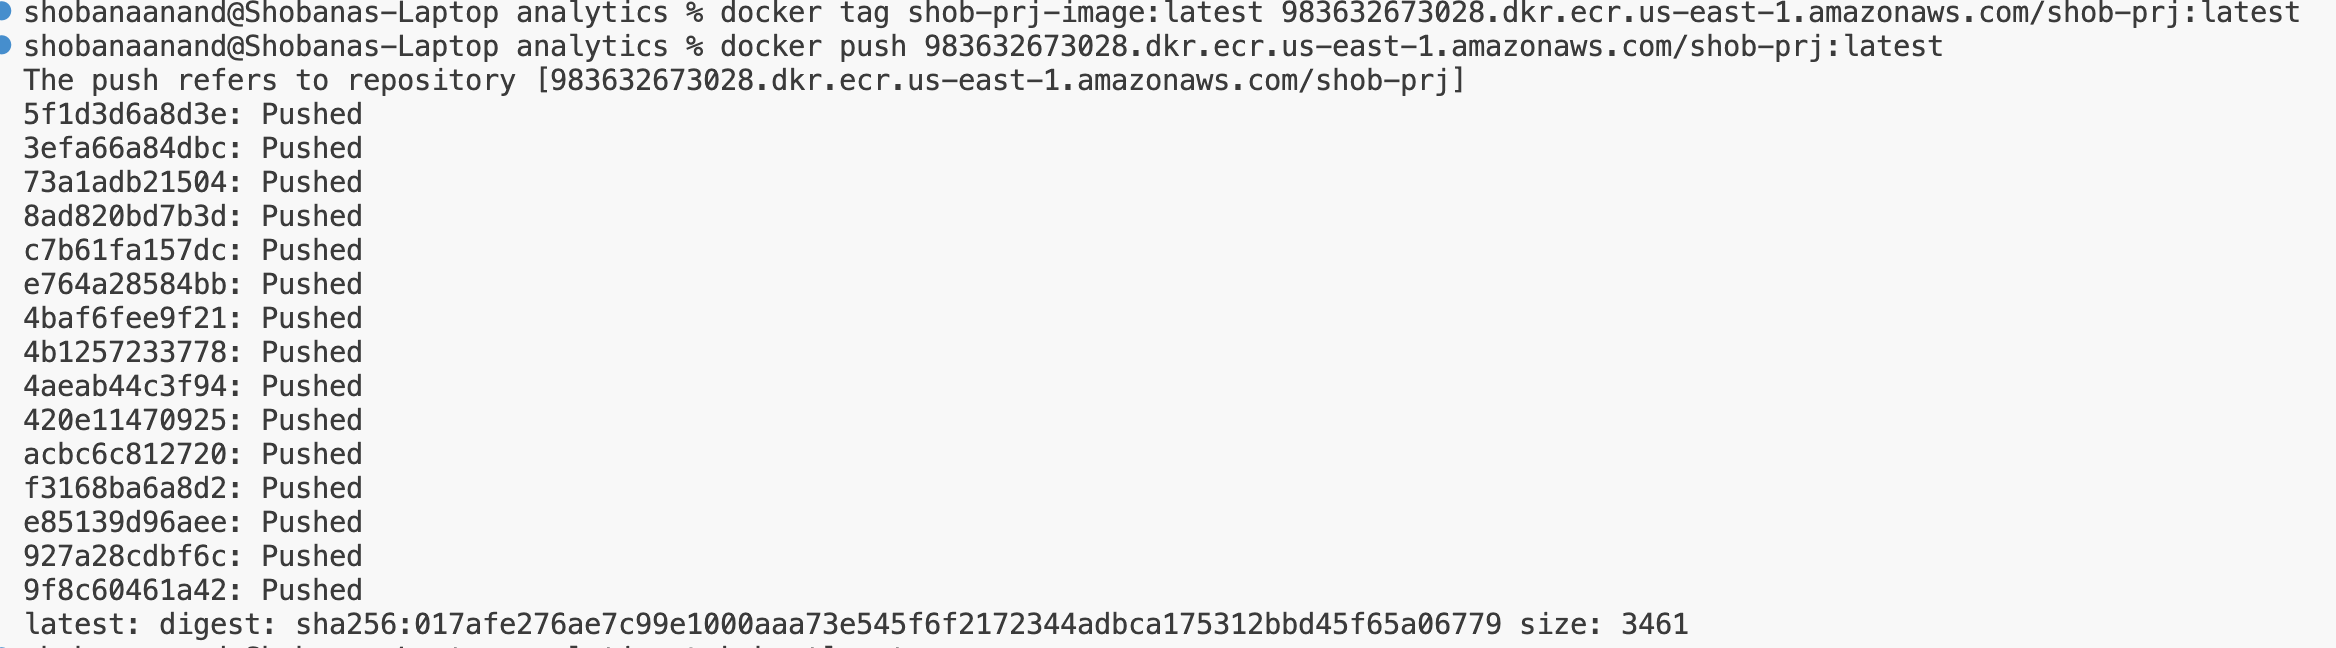 shobanaanand@Shobanas-Laptop analytics % docker tag shob-prj-image:latest 983632673028.dkr.ecr.us-east-1.amazonaws.com/shob-prj:latest
shobanaanand@Shobanas-Laptop analytics % docker push 983632673028.dkr.ecr.us-east-1.amazonaws.com/shob-prj:latest
The push refers to repository [983632673028.dkr.ecr.us-east-1.amazonaws.com/shob-prj]
5f1d3d6a8d3e: Pushed
3efa66a84dbc: Pushed
73a1adb21504: Pushed
8ad820bd7b3d: Pushed
c7b61fa157dc: Pushed
e764a28584bb: Pushed
4baf6fee9f21: Pushed
4b1257233778: Pushed
4aeab44c3f94: Pushed
420e11470925: Pushed
acbc6c812720: Pushed
f3168ba6a8d2: Pushed
e85139d96aee: Pushed
927a28cdbf6c: Pushed
9f8c60461a42: Pushed
latest: digest: sha256:017afe276ae7c99e1000aaa73e545f6f2172344adbca175312bbd45f65a06779 size: 3461